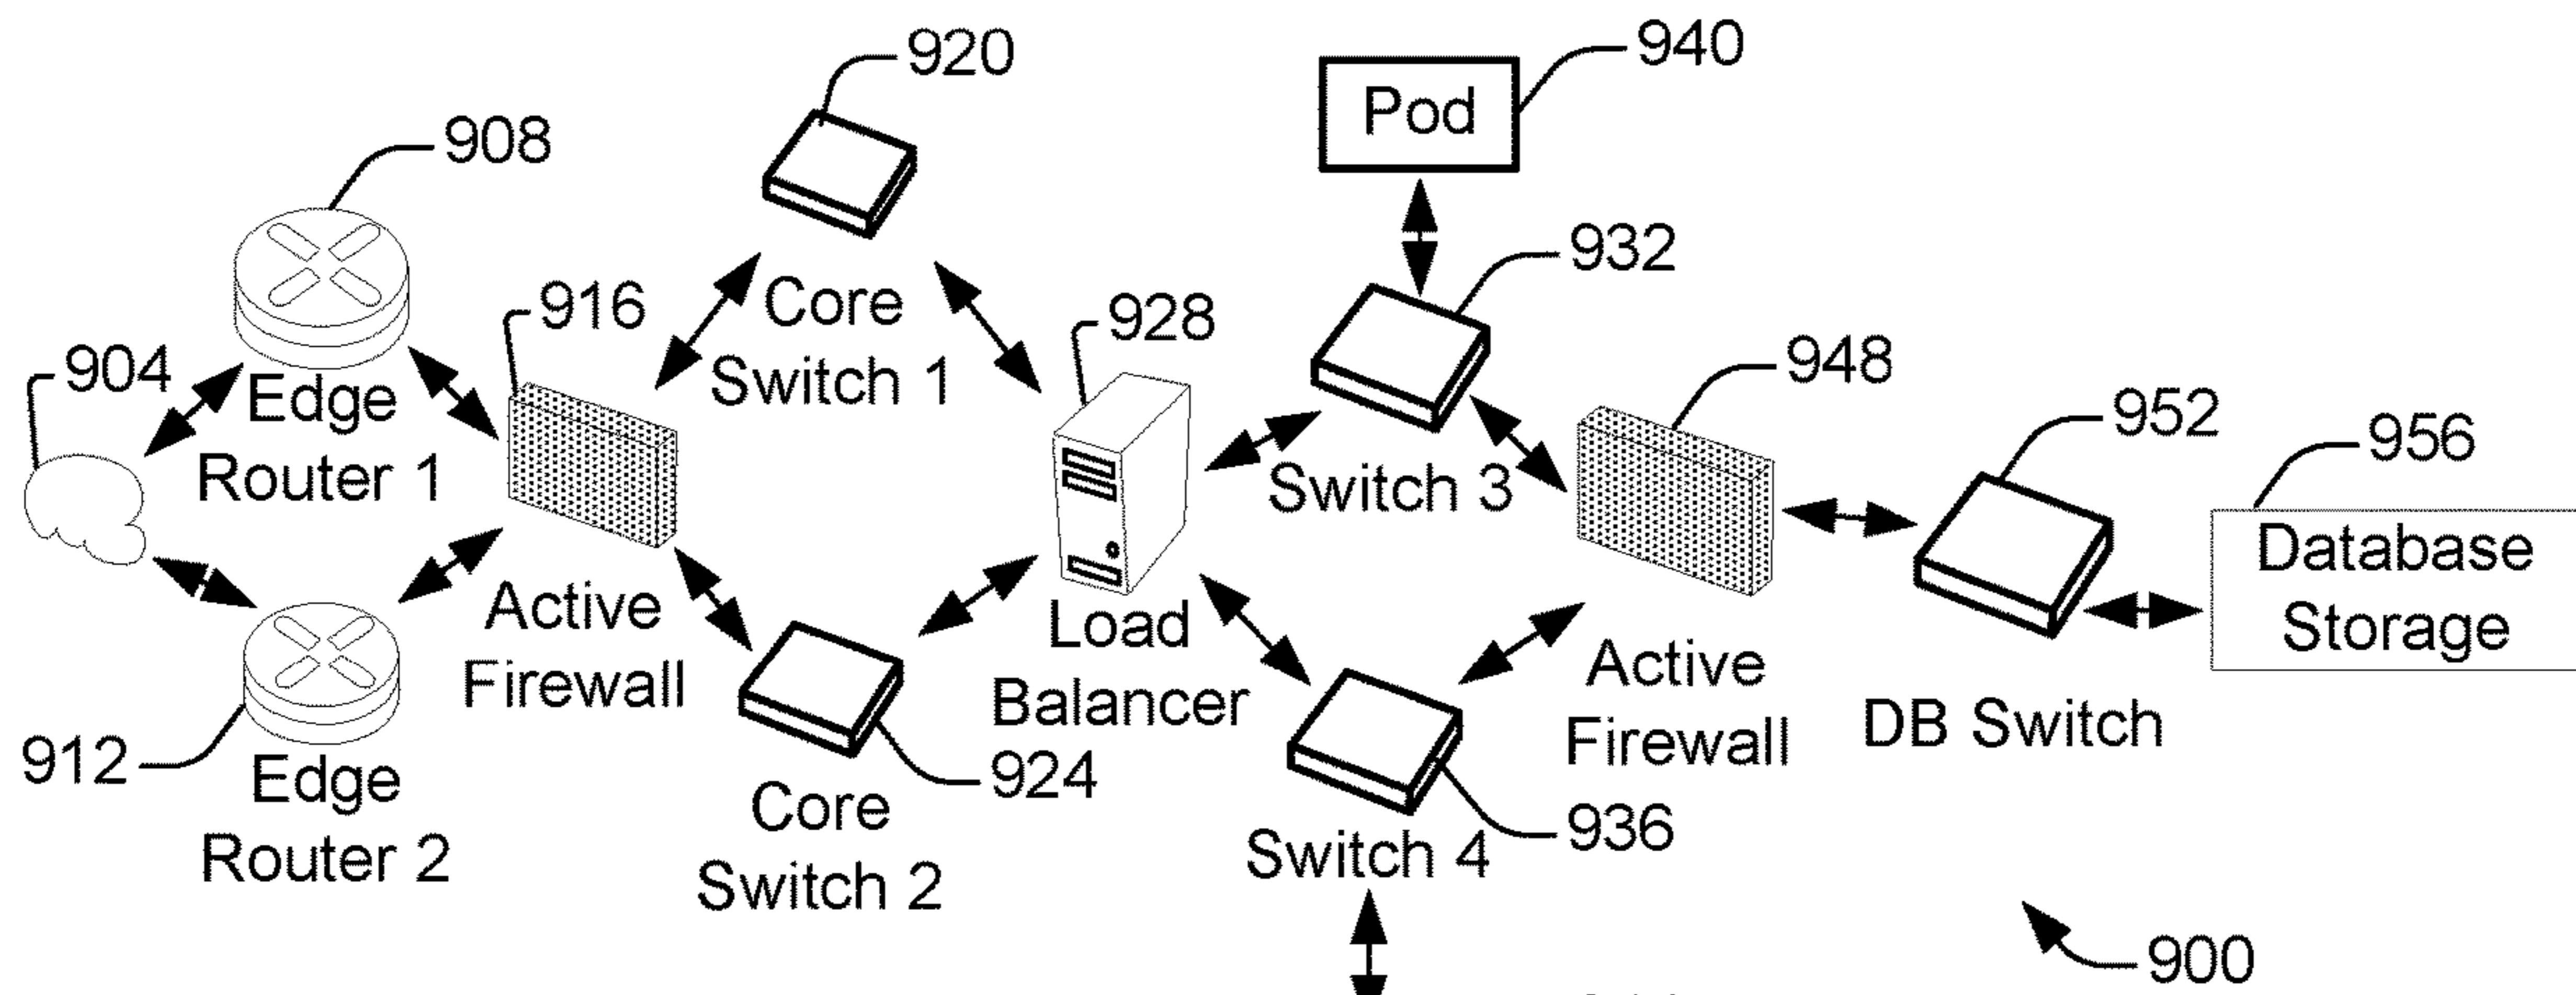 920
940
Pod
908
932
916
Core
Switch 1
928
948
904
Edge
Router 1
952
956
Switch 3
Database
Storage
Active
Firewall
Load
Balancer
Active
Firewall
DB Switch
912
Edge
Router 2
924
Core
Switch 2
936
Switch 4
900